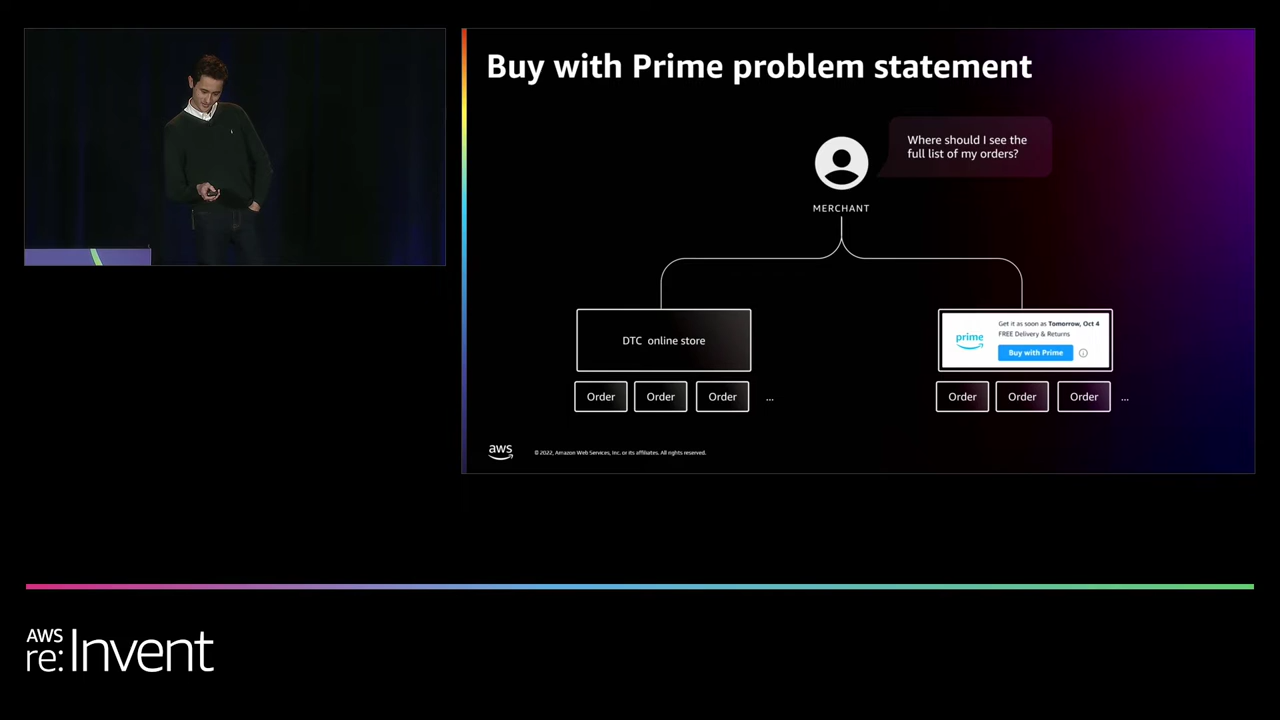 Buy with Prime problem statement
Where should I see the
full list of my orders?
MERCHANT
DTC online store
prime
Get it as soon as Tomorrow, Oct 4
FREE Delivery & Returns
Buy with Prime
Order Order Order ...
Order Order Order ...
aws
© 2022, Amazon Web Services, Inc. or its affiliates. All rights reserved.
AWS
re:Invent